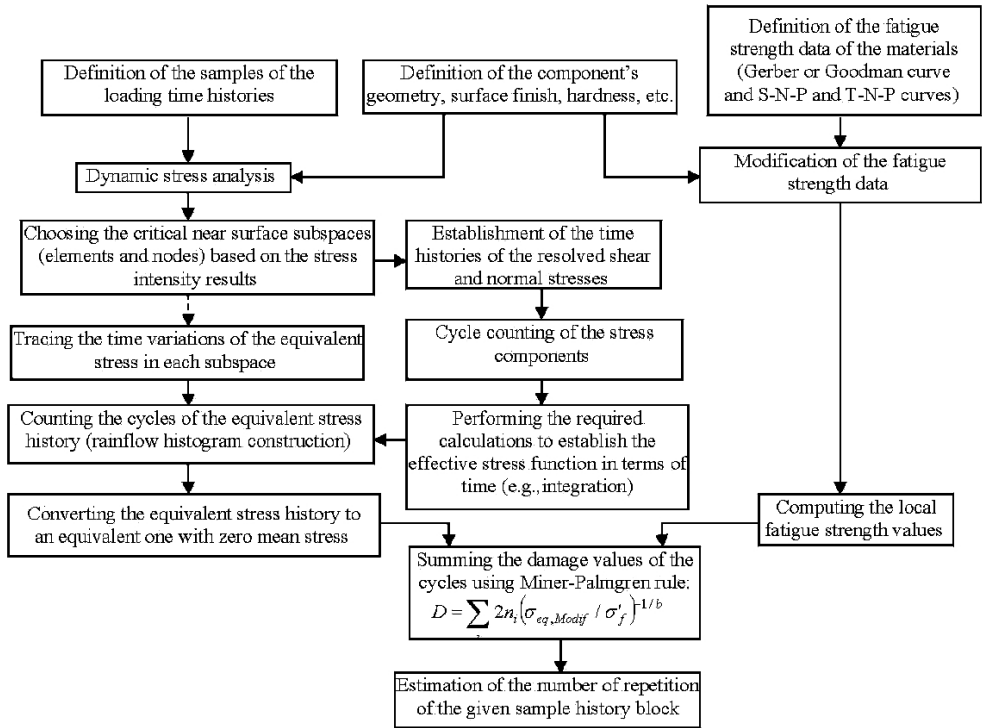 Definition of the samples of the
loading time histories
Definition of the component's
geometry, surface finish, hardness, etc.
Definition of the fatigue
strength data of the materials
(Gerber or Goodman curve
and S-N-P and T-N-P curves)
Dynamic stress analysis
Modification of the fatigue
strength data
Choosing the critical near surface subspaces
(elements and nodes) based on the stress
intensity results
Establishment of the time
histories of the resolved shear
and normal stresses
Tracing the time variations of the equivalent
stress in each subspace
Cycle counting of the stress
components
Counting the cycles of the equivalent stress
history (rainflow histogram construction)
Performing the required
calculations to establish the
effective stress function in terms of
time (e.g., integration)
Converting the equivalent stress history to
an equivalent one with zero mean stress
Computing the local
fatigue strength values
Summing the damage values of the
cycles using Miner-Palmgren rule:
D = ∑ 2n_i(σ_{eq,Modif} / σ'_f)^{-1/b}
Estimation of the number of repetition
of the given sample history block